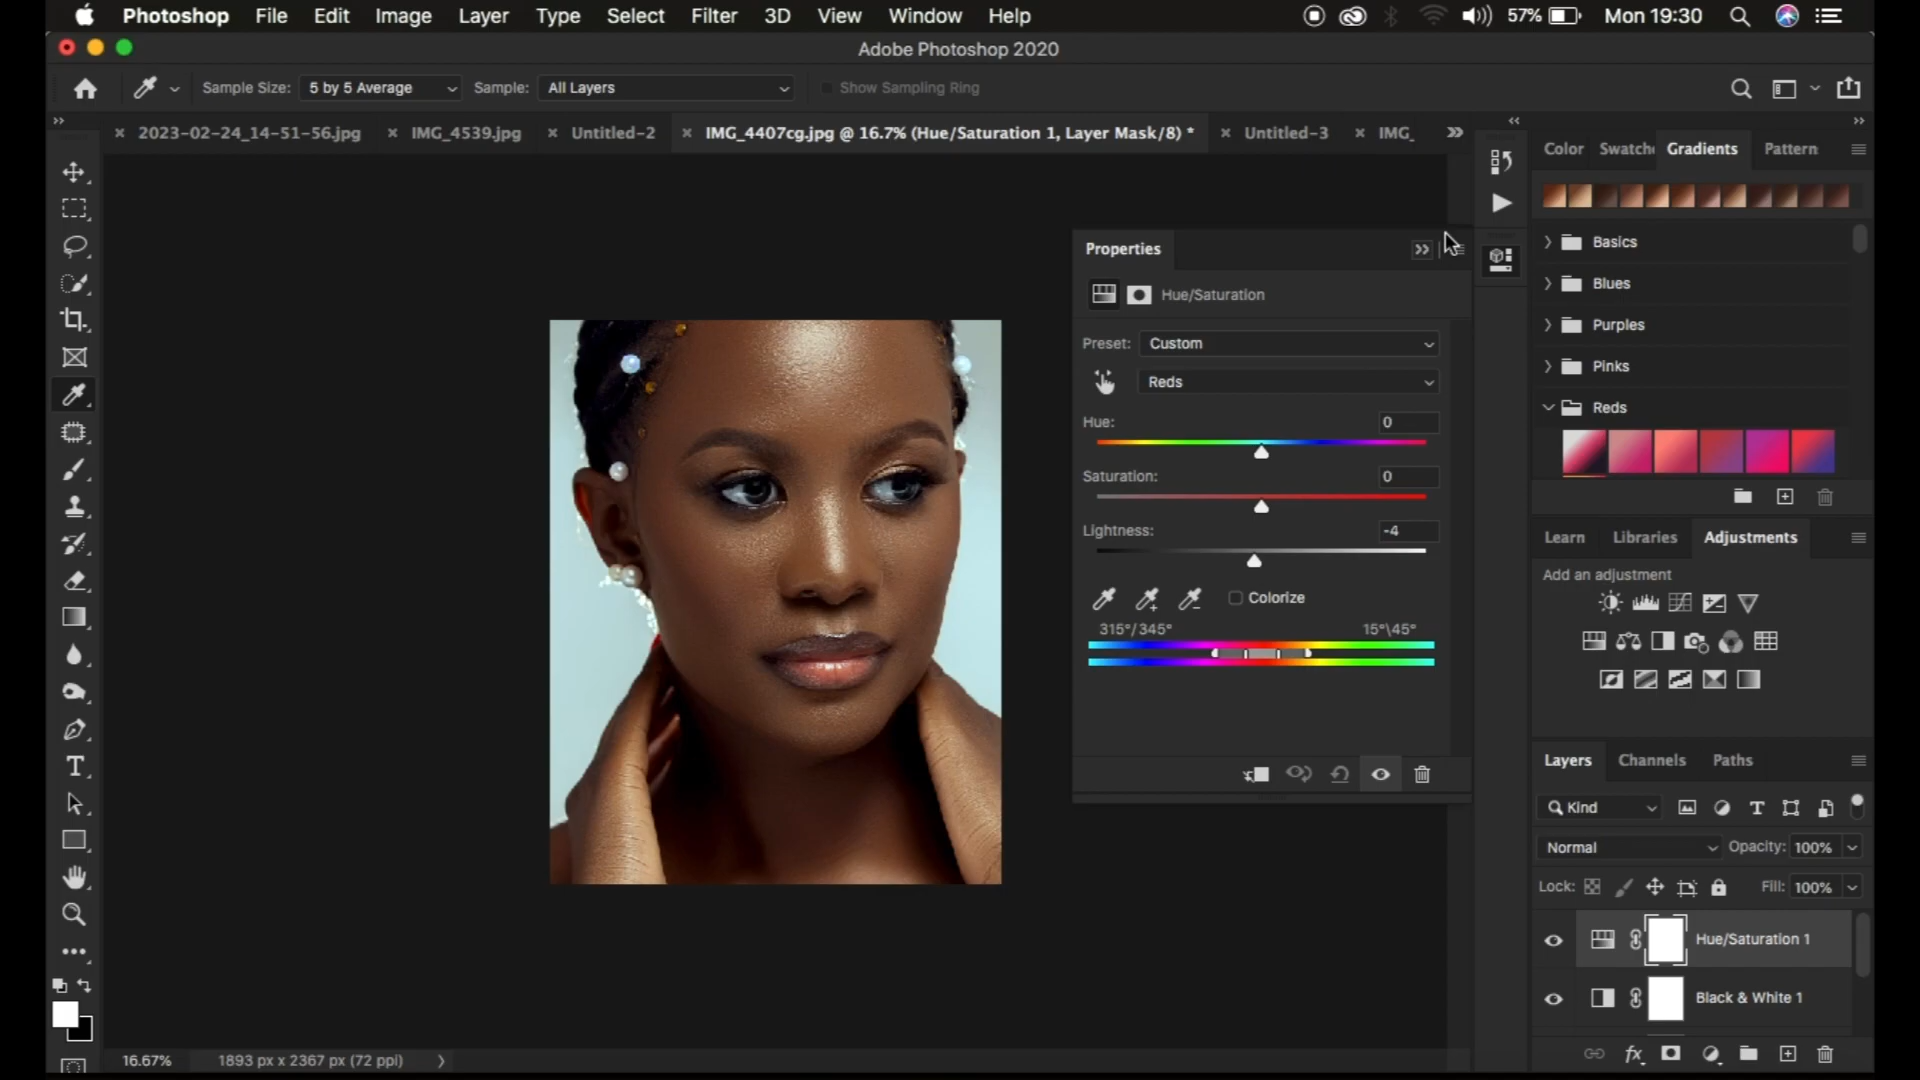 Photoshop File Edit Image Layer Type Select Filter 3D View Window Help 57% Mon 19:30
Adobe Photoshop 2020
Sample Size: 5 by 5 Average Sample: All Layers Show Sampling Ring
2023-02-24_14-51-56.jpg IMG_4539.jpg Untitled-2 IMG_4407cg.jpg @ 16.7% (Hue/Saturation 1, Layer Mask/8) * Untitled-3 IMG_
Color Swatche Gradients Pattern
Basics
Blues
Purples
Pinks
Reds
Properties
Hue/Saturation
Preset: Custom
Reds
Hue: 0
Saturation: 0
Lightness: -4
Colorize
315°/345° 15°\45°
Learn Libraries Adjustments
Add an adjustment
Layers Channels Paths
Kind
Normal Opacity: 100%
Lock: Fill: 100%
Hue/Saturation 1
Black & White 1
fx
16.67% 1893 px x 2367 px (72 ppi)